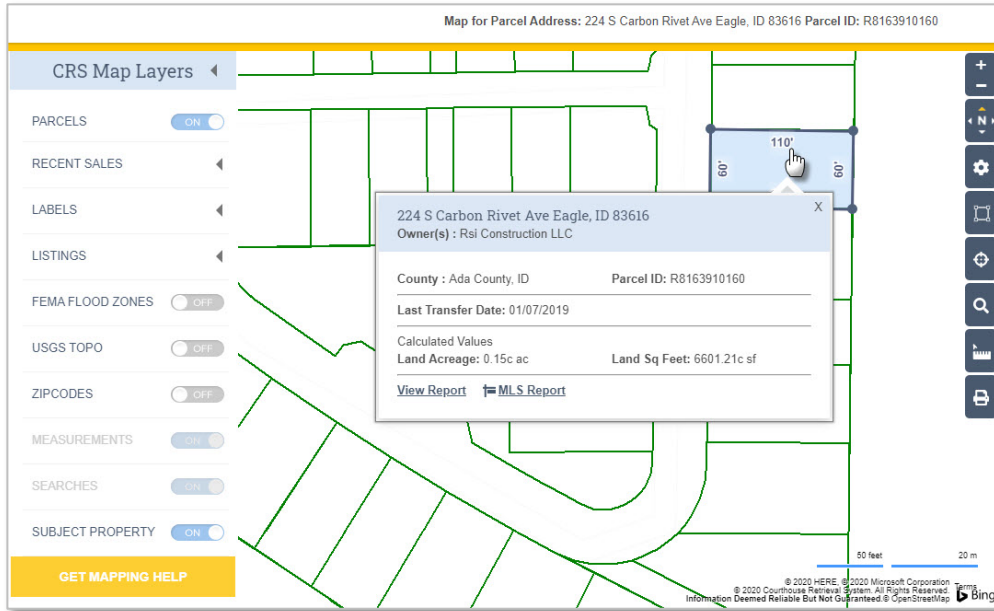 Map for Parcel Address: 224 S Carbon Rivet Ave Eagle, ID 83616 Parcel ID: R8163910160
CRS Map Layers
PARCELS ON
RECENT SALES
LABELS
LISTINGS
FEMA FLOOD ZONES OFF
USGS TOPO OFF
ZIPCODES OFF
MEASUREMENTS ON
SEARCHES ON
SUBJECT PROPERTY ON
GET MAPPING HELP
110'
60'
60'
224 S Carbon Rivet Ave Eagle, ID 83616
X
Owner(s) : Rsi Construction LLC
County : Ada County, ID Parcel ID: R8163910160
Last Transfer Date: 01/07/2019
Calculated Values
Land Acreage: 0.15c ac Land Sq Feet: 6601.21c sf
View Report MLS Report
+
−
N
50 feet 20 m
© 2020 HERE, © 2020 Microsoft Corporation Terms
© 2020 Courthouse Retrieval System. All Rights Reserved.
Information Deemed Reliable But Not Guaranteed.© OpenStreetMap
Bing